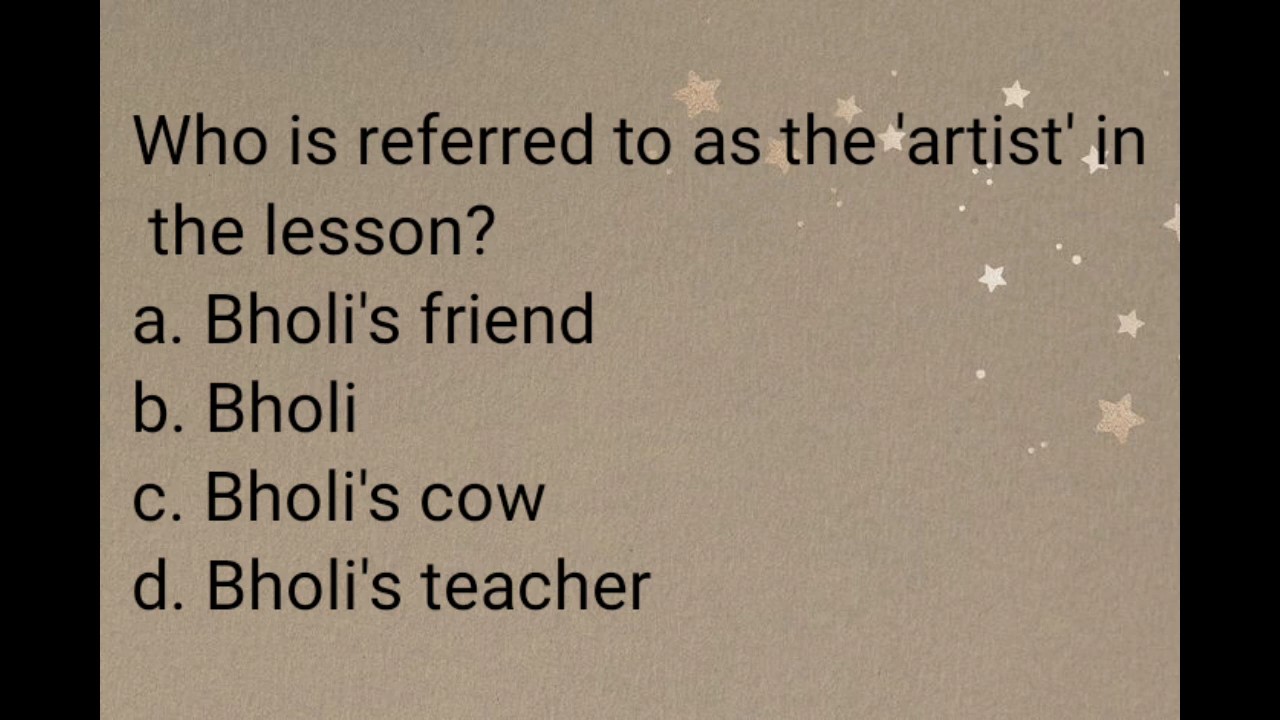 Who is referred to as the 'artist' in
the lesson?
a. Bholi's friend
b. Bholi
c. Bholi's cow
d. Bholi's teacher